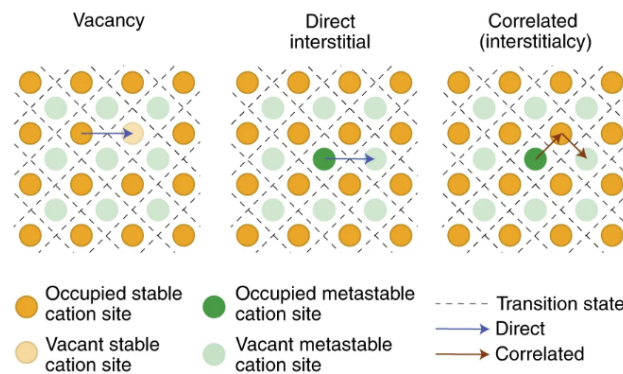 Vacancy
Direct
interstitial
Correlated
(interstitialcy)
Occupied stable
cation site
Vacant stable
cation site
Occupied metastable
cation site
Vacant metastable
cation site
Transition state
Direct
Correlated